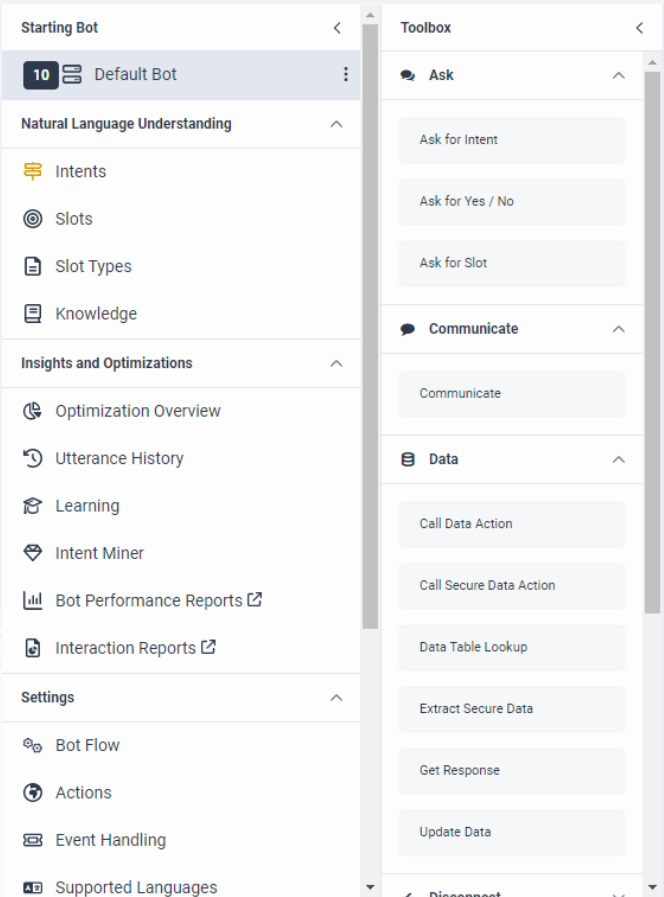 Starting Bot
10 Default Bot
Natural Language Understanding
Intents
Slots
Slot Types
Knowledge
Insights and Optimizations
Optimization Overview
Utterance History
Learning
Intent Miner
Bot Performance Reports
Interaction Reports
Settings
Bot Flow
Actions
Event Handling
Supported Languages
Toolbox
Ask
Ask for Intent
Ask for Yes / No
Ask for Slot
Communicate
Communicate
Data
Call Data Action
Call Secure Data Action
Data Table Lookup
Extract Secure Data
Get Response
Update Data
Disconnect